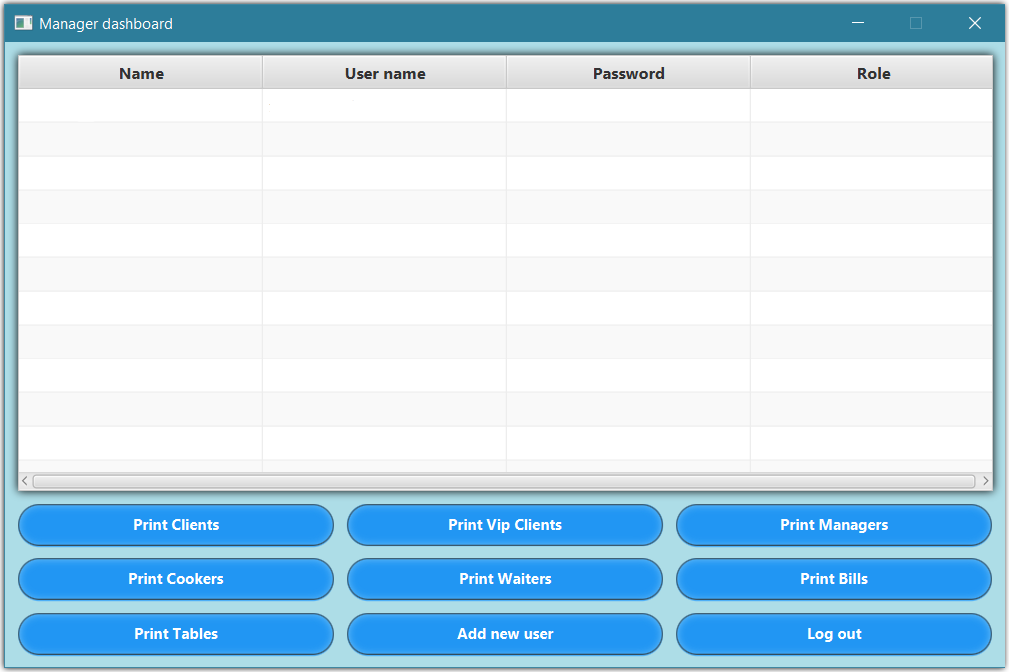 Manager dashboard
Name User name Password Role
Print Clients Print Vip Clients Print Managers
Print Cookers Print Waiters Print Bills
Print Tables Add new user Log out